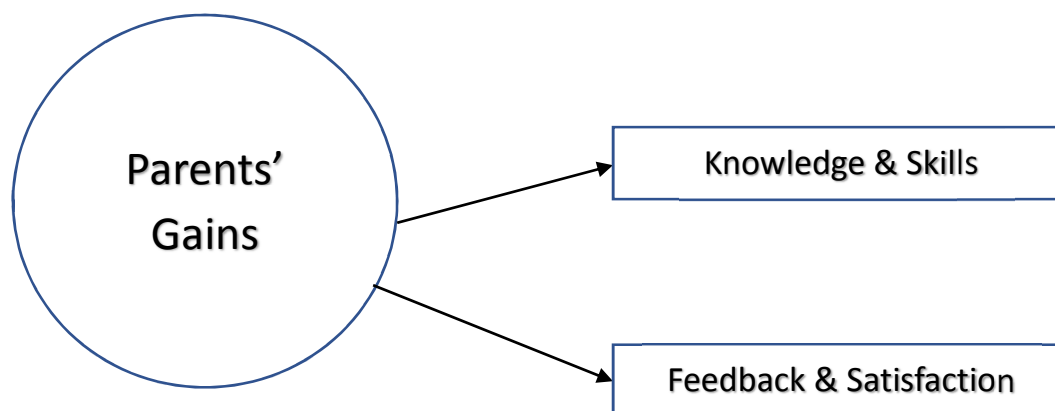 Parents’
Gains
Knowledge & Skills
Feedback & Satisfaction